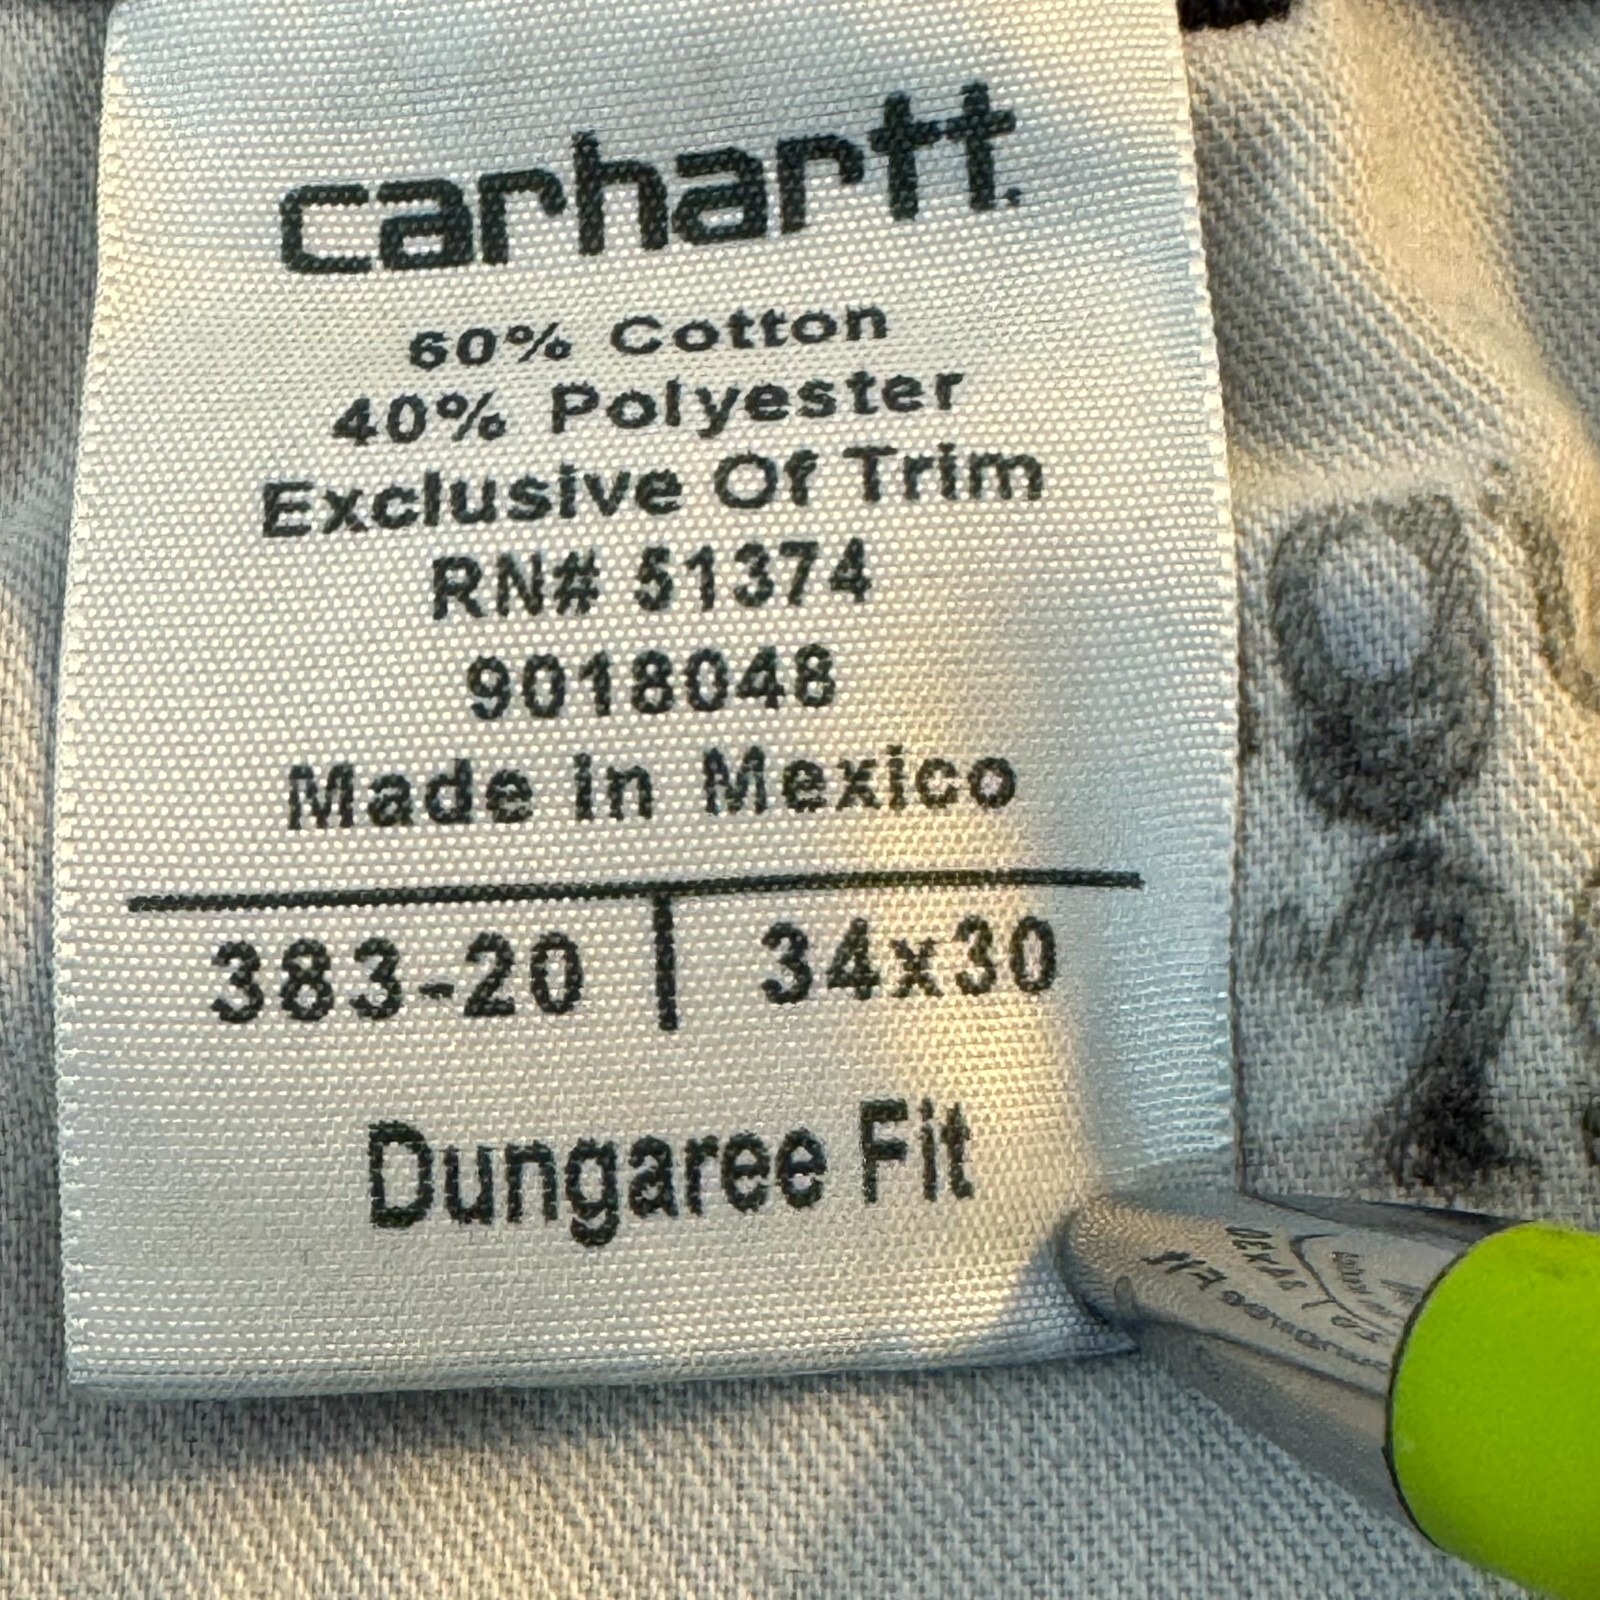 carhartt.
60% Cotton
40% Polyester
Exclusive Of Trim
RN# 51374
9018048
Made in Mexico
383-20 | 34x30
Dungaree Fit